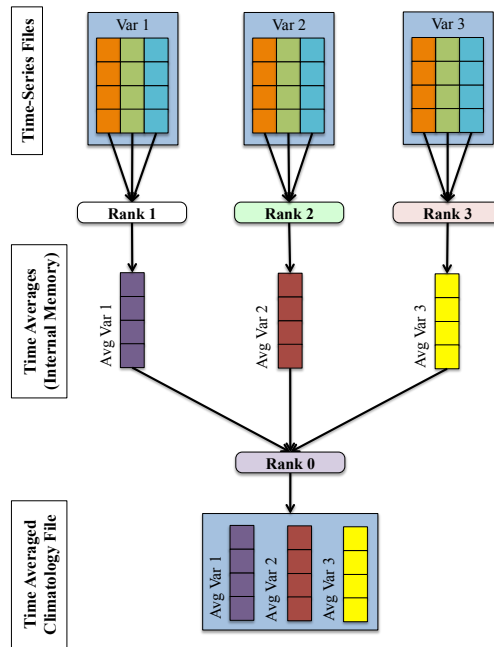 Time-Series Files
Var 1
Var 2
Var 3
Rank 1
Rank 2
Rank 3
Time Averages
(Internal Memory)
Avg Var 1
Avg Var 2
Avg Var 3
Rank 0
Time Averaged
Climatology File
Avg Var 1
Avg Var 2
Avg Var 3